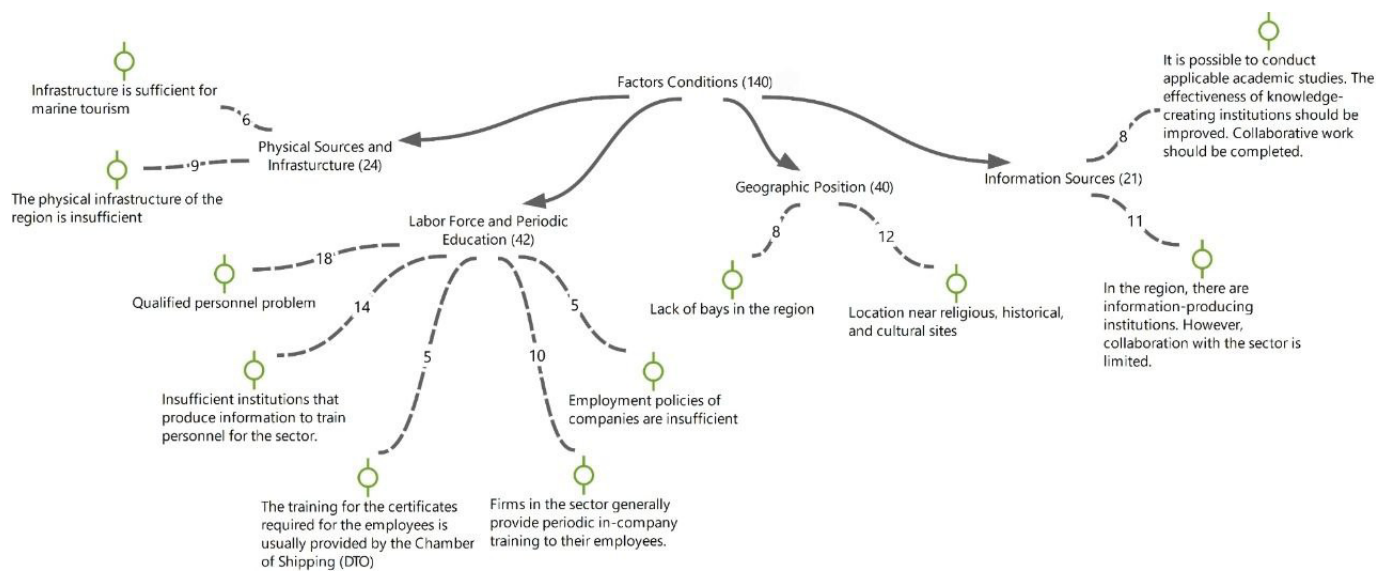 Factors Conditions (140)
Infrastructure is sufficient for
marine tourism
6
Physical Sources and
Infrasturcture (24)
9
The physical infrastructure of the
region is insufficient
Labor Force and Periodic
Education (42)
18
Qualified personnel problem
14
Insufficient institutions that
produce information to train
personnel for the sector.
5
The training for the certificates
required for the employees is
usually provided by the Chamber
of Shipping (DTO)
10
Firms in the sector generally
provide periodic in-company
training to their employees.
5
Employment policies of
companies are insufficient
Geographic Position (40)
8
Lack of bays in the region
12
Location near religious, historical,
and cultural sites
Information Sources (21)
8
It is possible to conduct
applicable academic studies. The
effectiveness of knowledge-
creating institutions should be
improved. Collaborative work
should be completed.
11
In the region, there are
information-producing
institutions. However,
collaboration with the sector is
limited.